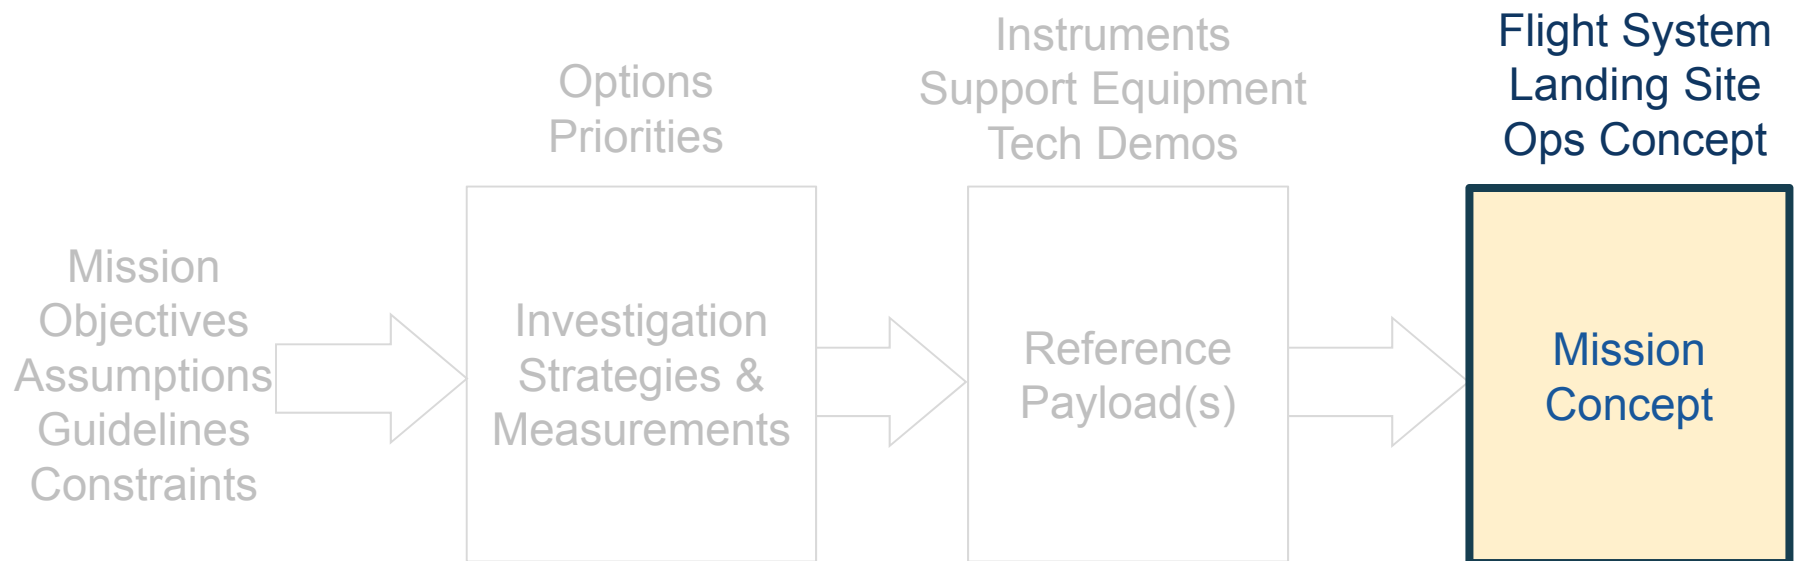 Mission
Objectives
Assumptions
Guidelines
Constraints
Options
Priorities
Investigation
Strategies &
Measurements
Instruments
Support Equipment
Tech Demos
Reference
Payload(s)
Flight System
Landing Site
Ops Concept
Mission
Concept